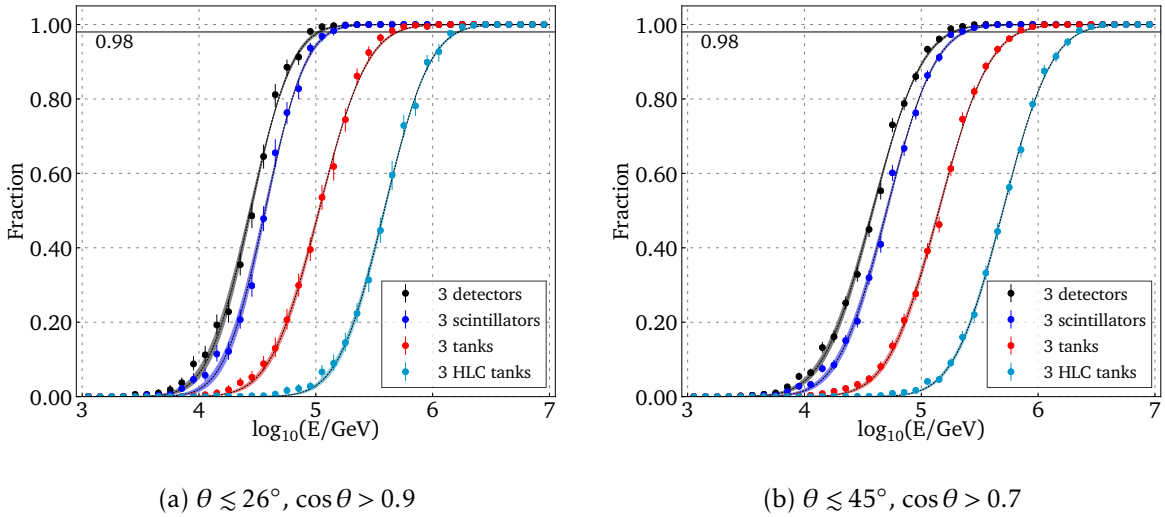 1.00
0.98
0.80
0.60
0.40
0.20
0.00
Fraction
3 detectors
3 scintillators
3 tanks
3 HLC tanks
3 4 5 6 7
log₁₀(E/GeV)
(a) θ ≲ 26°, cos θ > 0.9
1.00
0.98
0.80
0.60
0.40
0.20
0.00
Fraction
3 detectors
3 scintillators
3 tanks
3 HLC tanks
3 4 5 6 7
log₁₀(E/GeV)
(b) θ ≲ 45°, cos θ > 0.7